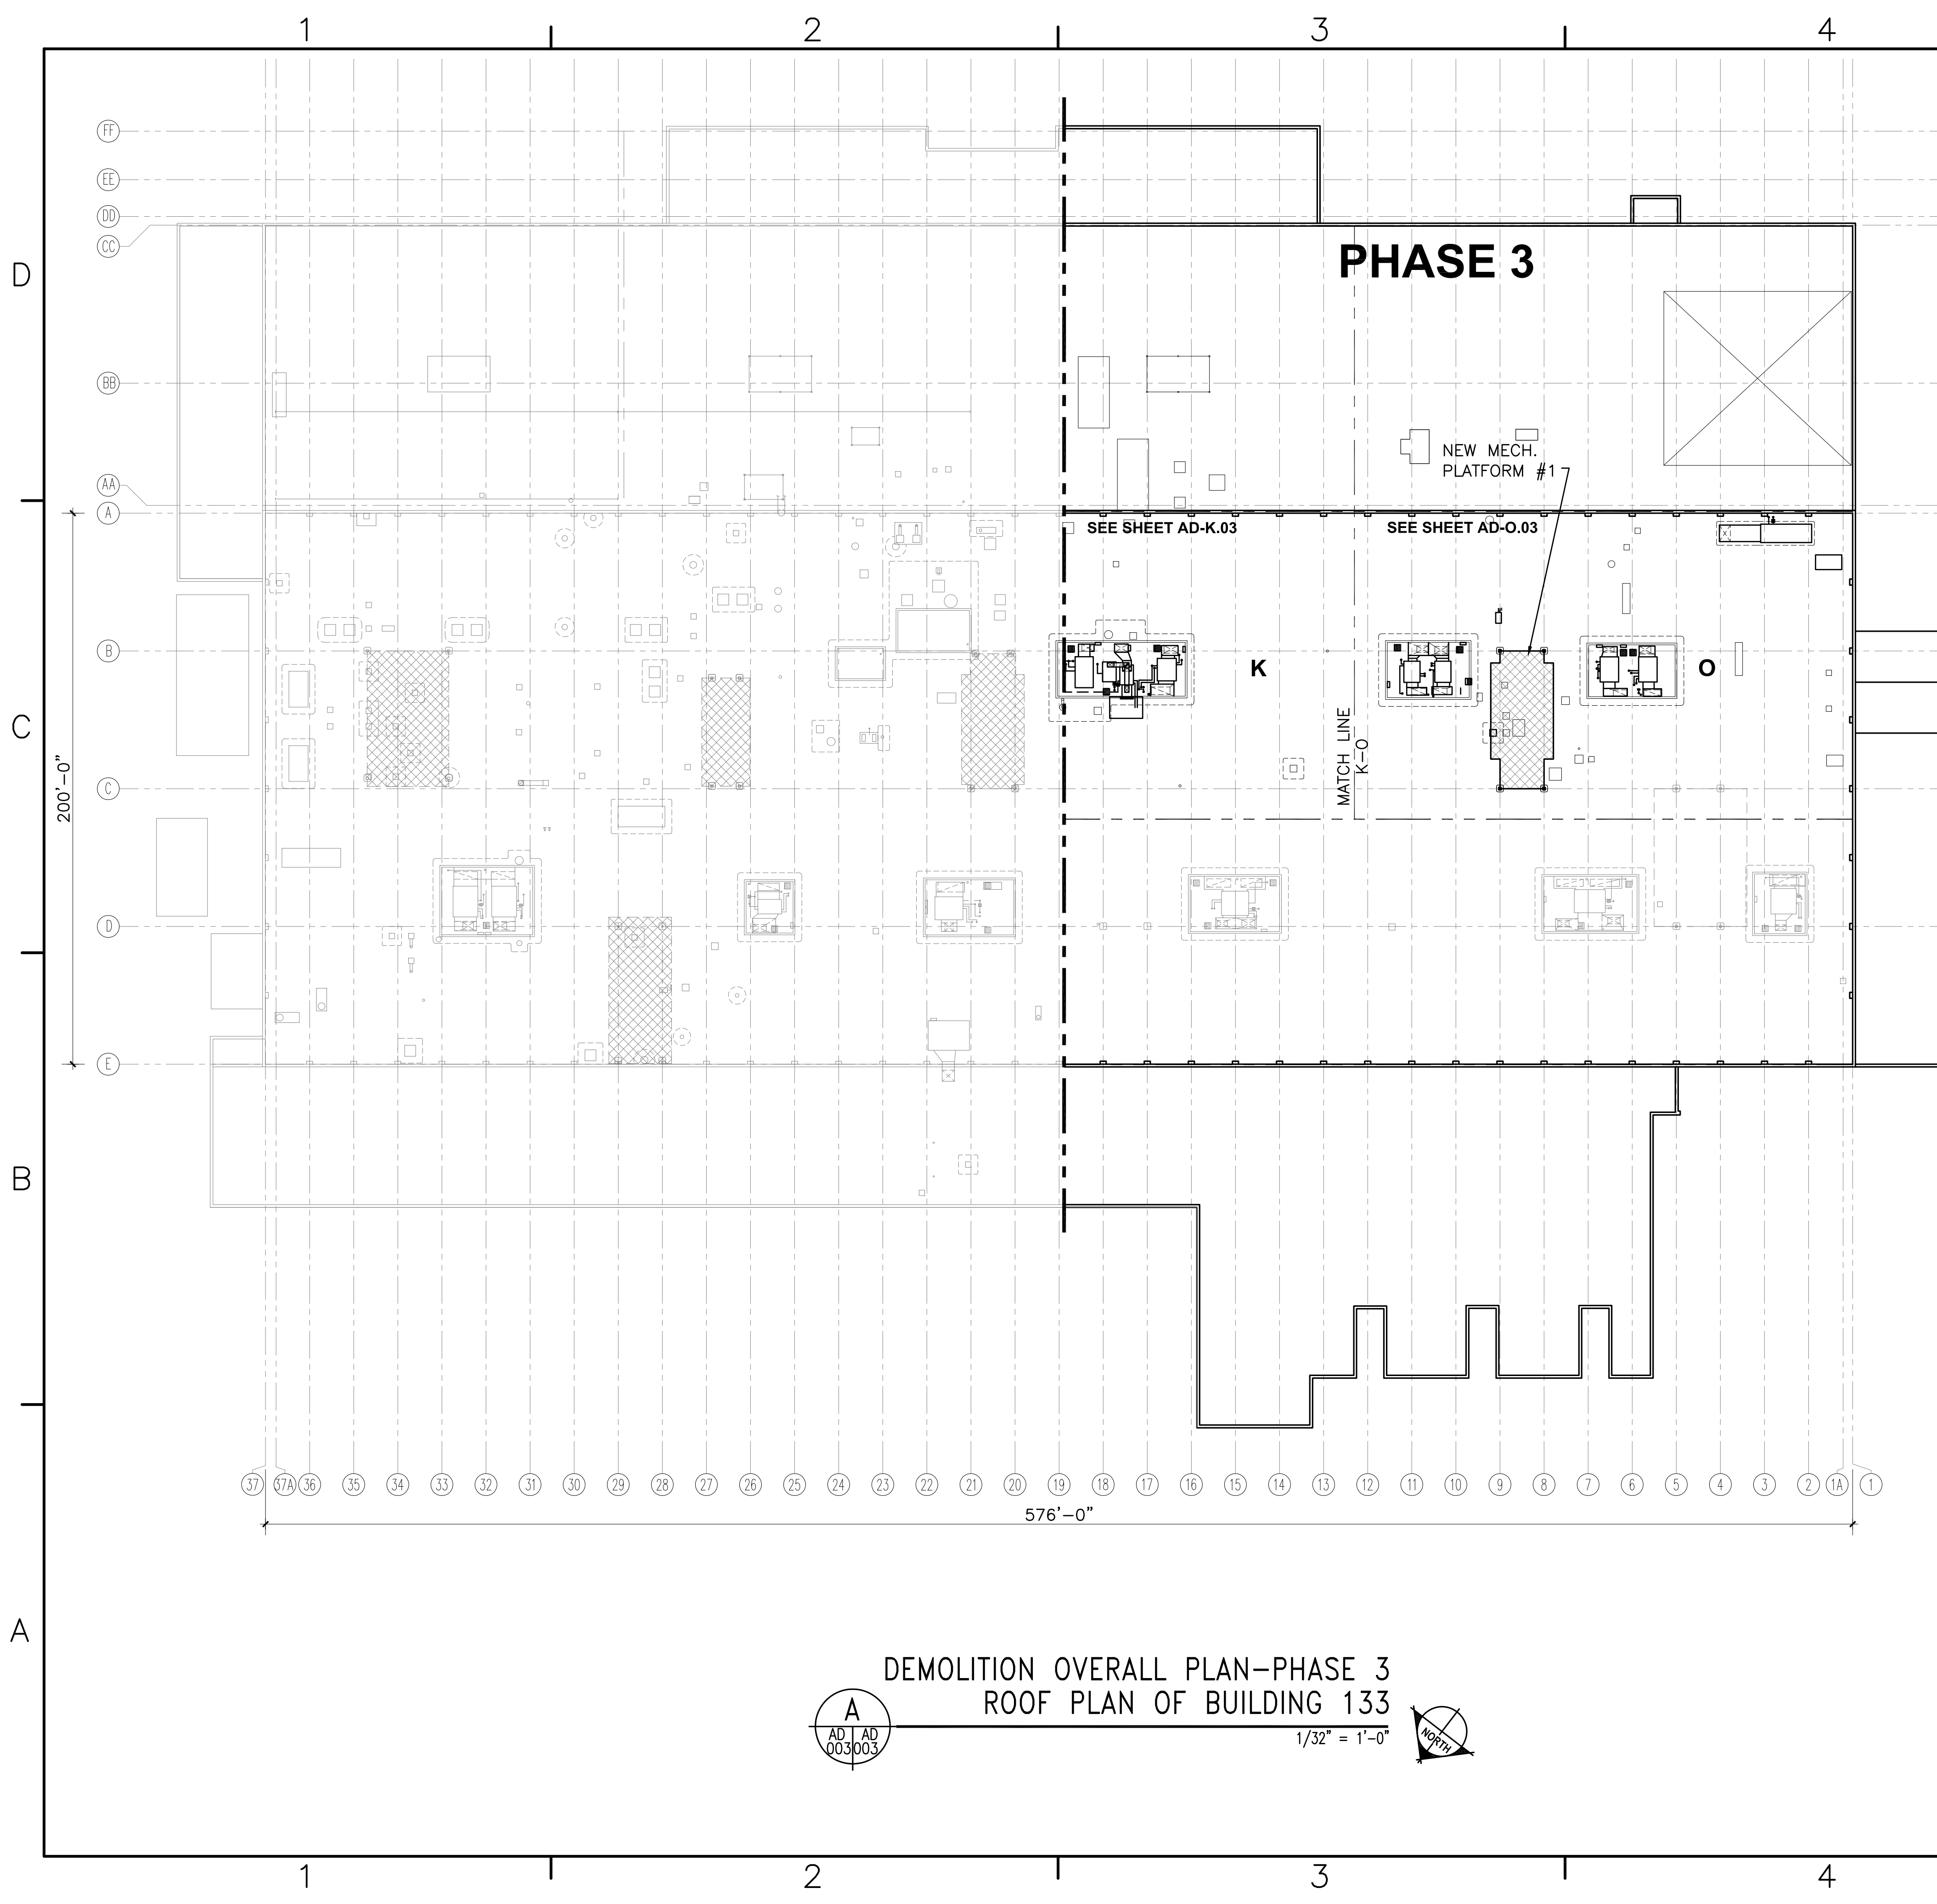 1 2 3 4
FF
EE
DD
CC
D
PHASE 3
BB
NEW MECH.
PLATFORM #1
AA
A
SEE SHEET AD-K.03 SEE SHEET AD-O.03
B
K O
C
MATCH LINE
K-O
200'-0"
C
D
E
B
37 37A 36 35 34 33 32 31 30 29 28 27 26 25 24 23 22 21 20 19 18 17 16 15 14 13 12 11 10 9 8 7 6 5 4 3 2 1A 1
576'-0"
A
DEMOLITION OVERALL PLAN-PHASE 3
ROOF PLAN OF BUILDING 133
A
AD AD
003 003
1/32" = 1'-0"
NORTH
1 2 3 4